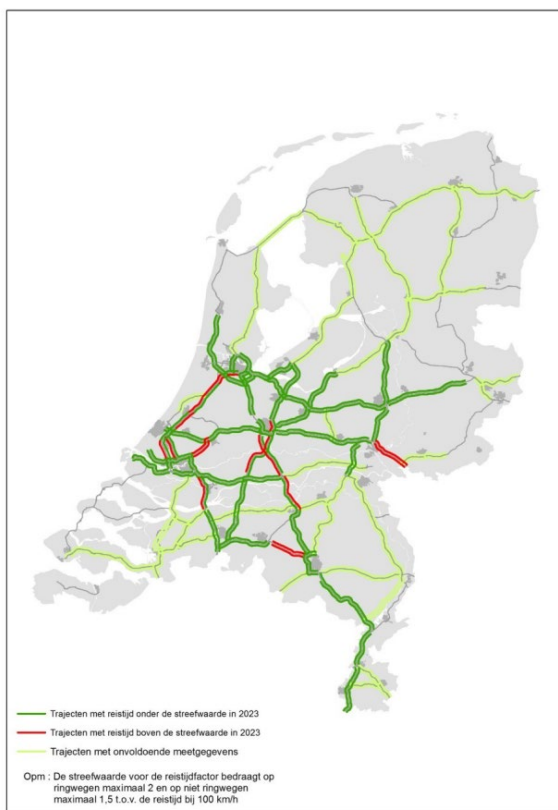 Trajecten met reistijd onder de streefwaarde in 2023
Trajecten met reistijd boven de streefwaarde in 2023
Trajecten met onvoldoende meetgegevens
Opm : De streefwaarde voor de reistijdfactor bedraagt op
ringwegen maximaal 2 en op niet ringwegen
maximaal 1,5 t.o.v. de reistijd bij 100 km/h